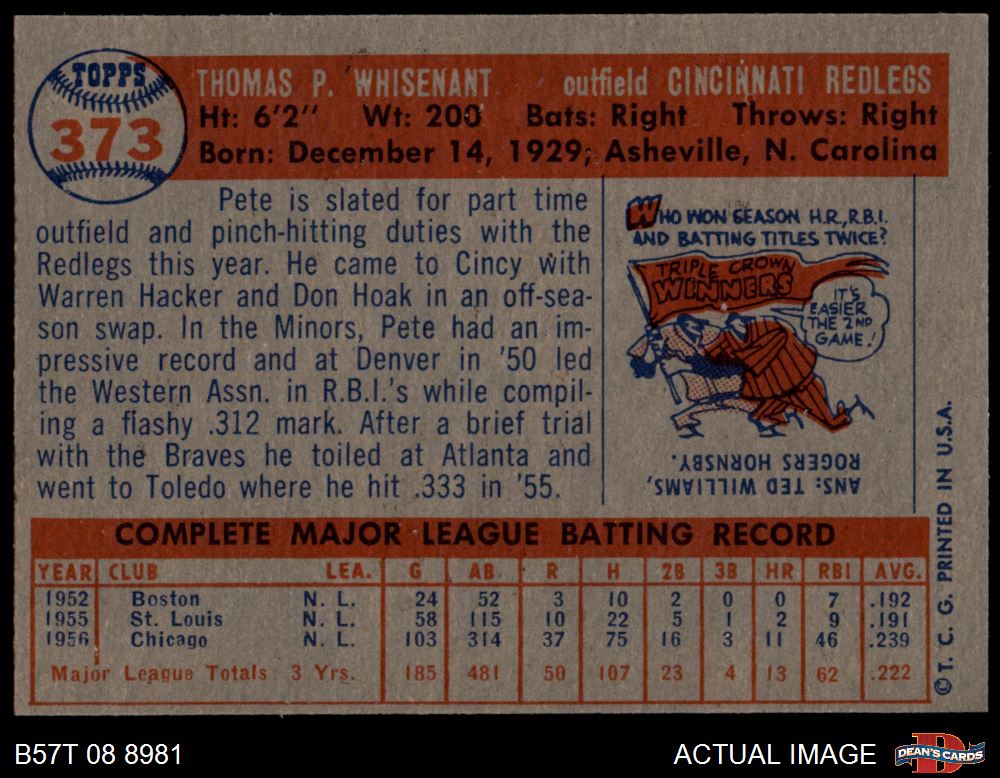 TOPPS
373
THOMAS P. WHISENANT outfield CINCINNATI REDLEGS
Ht: 6'2" Wt: 200 Bats: Right Throws: Right
Born: December 14, 1929; Asheville, N. Carolina
Pete is slated for part time
outfield and pinch-hitting duties with the
Redlegs this year. He came to Cincy with
Warren Hacker and Don Hoak in an off-sea-
son swap. In the Minors, Pete had an im-
pressive record and at Denver in '50 led
the Western Assn. in R.B.I.'s while compil-
ing a flashy .312 mark. After a brief trial
with the Braves he toiled at Atlanta and
went to Toledo where he hit .333 in '55.
WHO WON SEASON H.R., R.B.I.
AND BATTING TITLES TWICE?
TRIPLE CROWN
WINNERS
IT'S
EASIER
THE 2ND
GAME!
ANS: TED WILLIAMS,
ROGERS HORNSBY.
COMPLETE MAJOR LEAGUE BATTING RECORD
YEAR CLUB LEA. G AB R H 2B 3B HR RBI AVG.
1952 Boston N. L. 24 52 3 10 2 0 0 7 .192
1955 St. Louis N. L. 58 115 10 22 5 1 2 9 .191
1956 Chicago N. L. 103 314 37 75 16 3 11 46 .239
Major League Totals 3 Yrs. 185 481 50 107 23 4 13 62 .222
© T. C. G. PRINTED IN U.S.A.
B57T 08 8981
ACTUAL IMAGE
DEAN'S CARDS